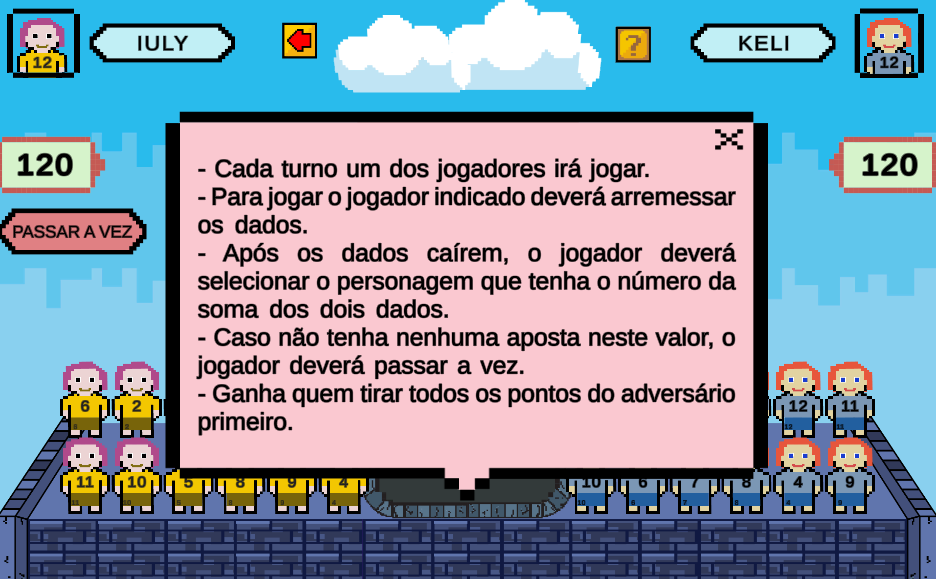 IULY
?
KELI
12
12
120
120
PASSAR A VEZ
- Cada turno um dos jogadores irá jogar.
- Para jogar o jogador indicado deverá arremessar
os dados.
- Após os dados caírem, o jogador deverá
selecionar o personagem que tenha o número da
soma dos dois dados.
- Caso não tenha nenhuma aposta neste valor, o
jogador deverá passar a vez.
- Ganha quem tirar todos os pontos do adversário
primeiro.
6 2 12 11
11 10 5 8 9 4 10 6 7 8 4 9